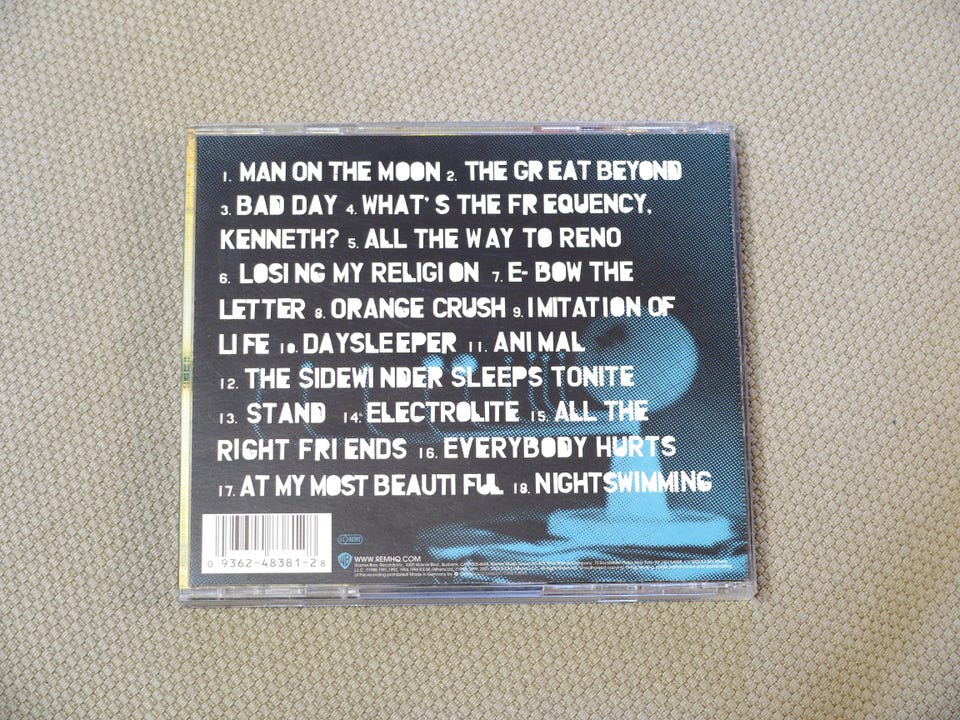 1. MAN ON THE MOON 2. THE GREAT BEYOND
3. BAD DAY 4. WHAT'S THE FREQUENCY,
KENNETH? 5. ALL THE WAY TO RENO
6. LOSING MY RELIGION 7. E-BOW THE
LETTER 8. ORANGE CRUSH 9. IMITATION OF
LIFE 10. DAYSLEEPER 11. ANIMAL
12. THE SIDEWINDER SLEEPS TONITE
13. STAND 14. ELECTROLITE 15. ALL THE
RIGHT FRIENDS 16. EVERYBODY HURTS
17. AT MY MOST BEAUTIFUL 18. NIGHTSWIMMING
0 9362-48381-2 8
WWW.REMHQ.COM